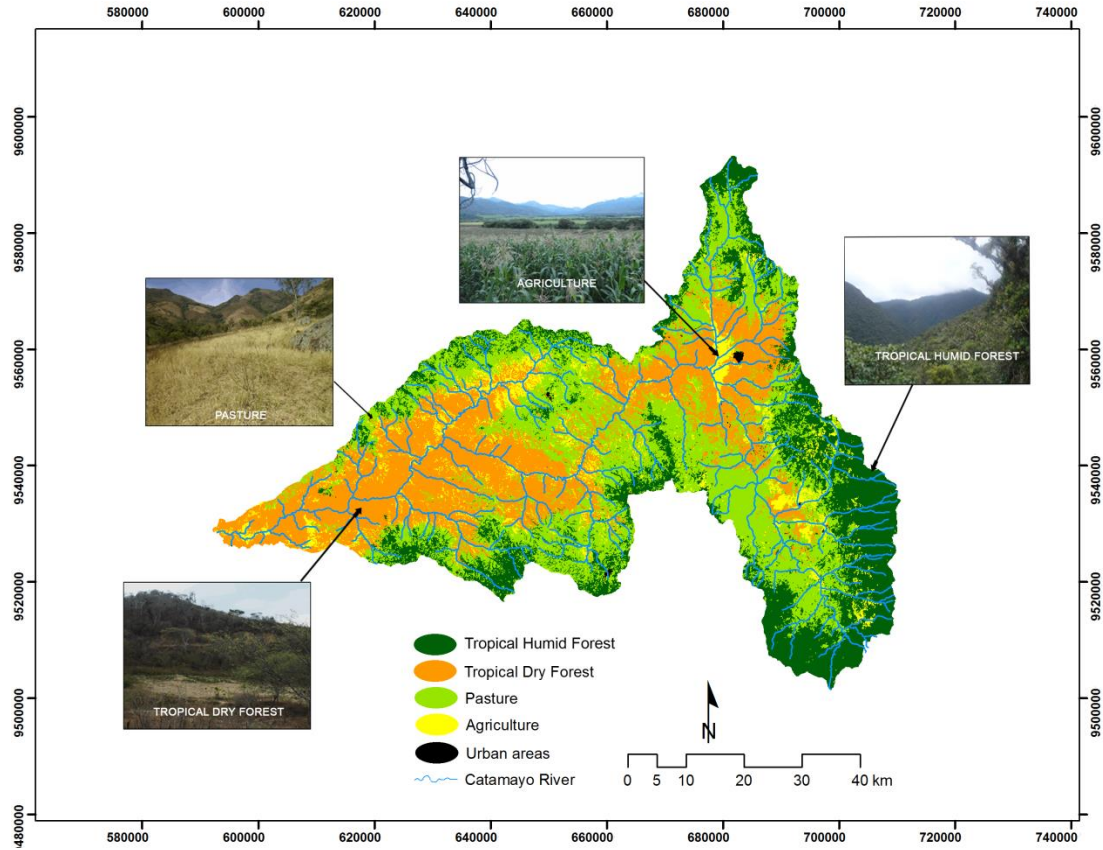 580000 600000 620000 640000 660000 680000 700000 720000 740000
9600000
9600000
9580000
9580000
9560000
9560000
9540000
9540000
9520000
9520000
9500000
9500000
9480000
9480000
AGRICULTURE
TROPICAL HUMID FOREST
PASTURE
TROPICAL DRY FOREST
Tropical Humid Forest
Tropical Dry Forest
Pasture
Agriculture
Urban areas
Catamayo River
N
0 5 10 20 30 40 km
580000 600000 620000 640000 660000 680000 700000 720000 740000